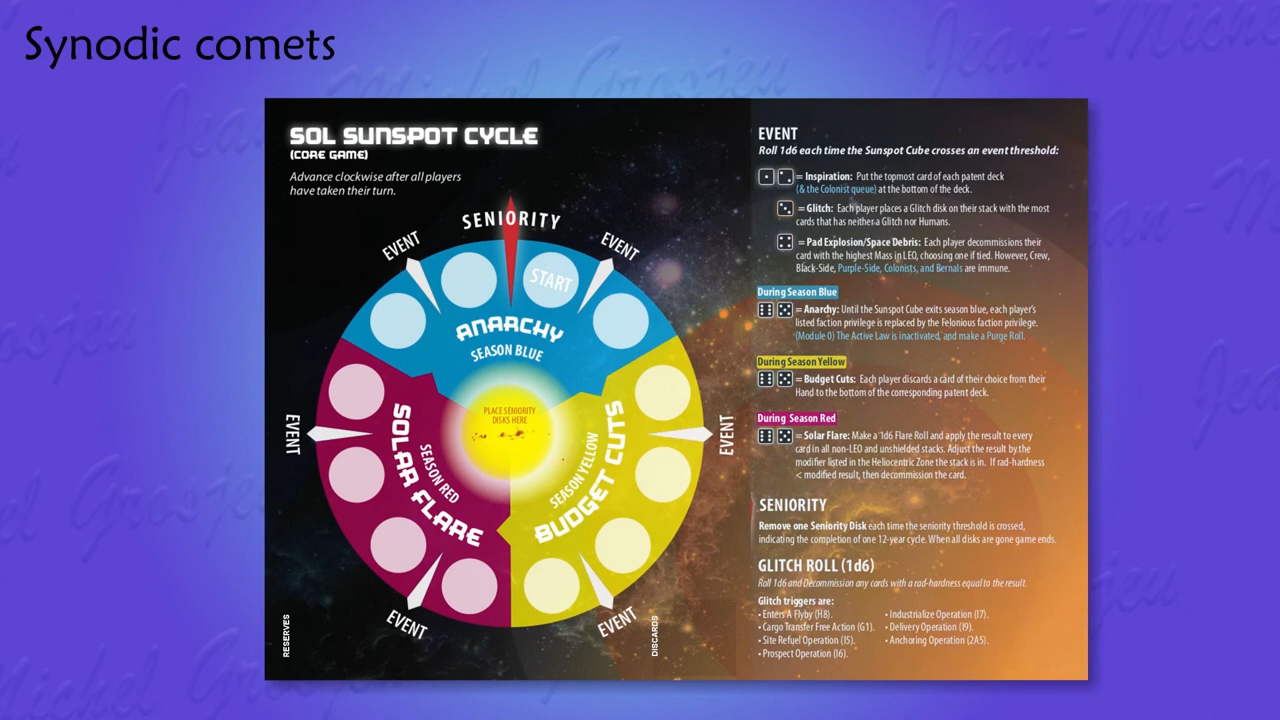 Synodic comets
SOL SUNSPOT CYCLE
(CORE GAME)
Advance clockwise after all players
have taken their turn.
SENIORITY
EVENT
EVENT
START
ANARCHY
SEASON BLUE
PLACE SENIORITY
DISKS HERE
EVENT
EVENT
SOLAR FLARE
SEASON RED
SEASON YELLOW
BUDGET CUTS
EVENT
EVENT
RESERVES
DISCARDS
EVENT
Roll 1d6 each time the Sunspot Cube crosses an event threshold:
= Inspiration: Put the topmost card of each patent deck
(& the Colonist queue) at the bottom of the deck.
= Glitch: Each player places a Glitch disk on their stack with the most
cards that has neither a Glitch nor Humans.
= Pad Explosion/Space Debris: Each player decommissions their
card with the highest Mass in LEO, choosing one if tied. However, Crew,
Black-Side, Purple-Side, Colonists, and Bernals are immune.
During Season Blue
= Anarchy: Until the Sunspot Cube exits season blue, each player's
listed faction privilege is replaced by the Felonious faction privilege.
(Module 0) The Active Law is inactivated, and make a Purge Roll.
During Season Yellow
= Budget Cuts: Each player discards a card of their choice from their
Hand to the bottom of the corresponding patent deck.
During Season Red
= Solar Flare: Make a 1d6 Flare Roll and apply the result to every
card in all non-LEO and unshielded stacks. Adjust the result by the
modifier listed in the Heliocentric Zone the stack is in. If rad-hardness
< modified result, then decommission the card.
SENIORITY
Remove one Seniority Disk each time the seniority threshold is crossed,
indicating the completion of one 12-year cycle. When all disks are gone game ends.
GLITCH ROLL (1d6)
Roll 1d6 and Decommission any cards with a rad-hardness equal to the result.
Glitch triggers are:
• Enters A Flyby (H8).
• Cargo Transfer Free Action (G1).
• Site Refuel Operation (I5).
• Prospect Operation (I6).
• Industrialize Operation (I7).
• Delivery Operation (I9).
• Anchoring Operation (2A5).